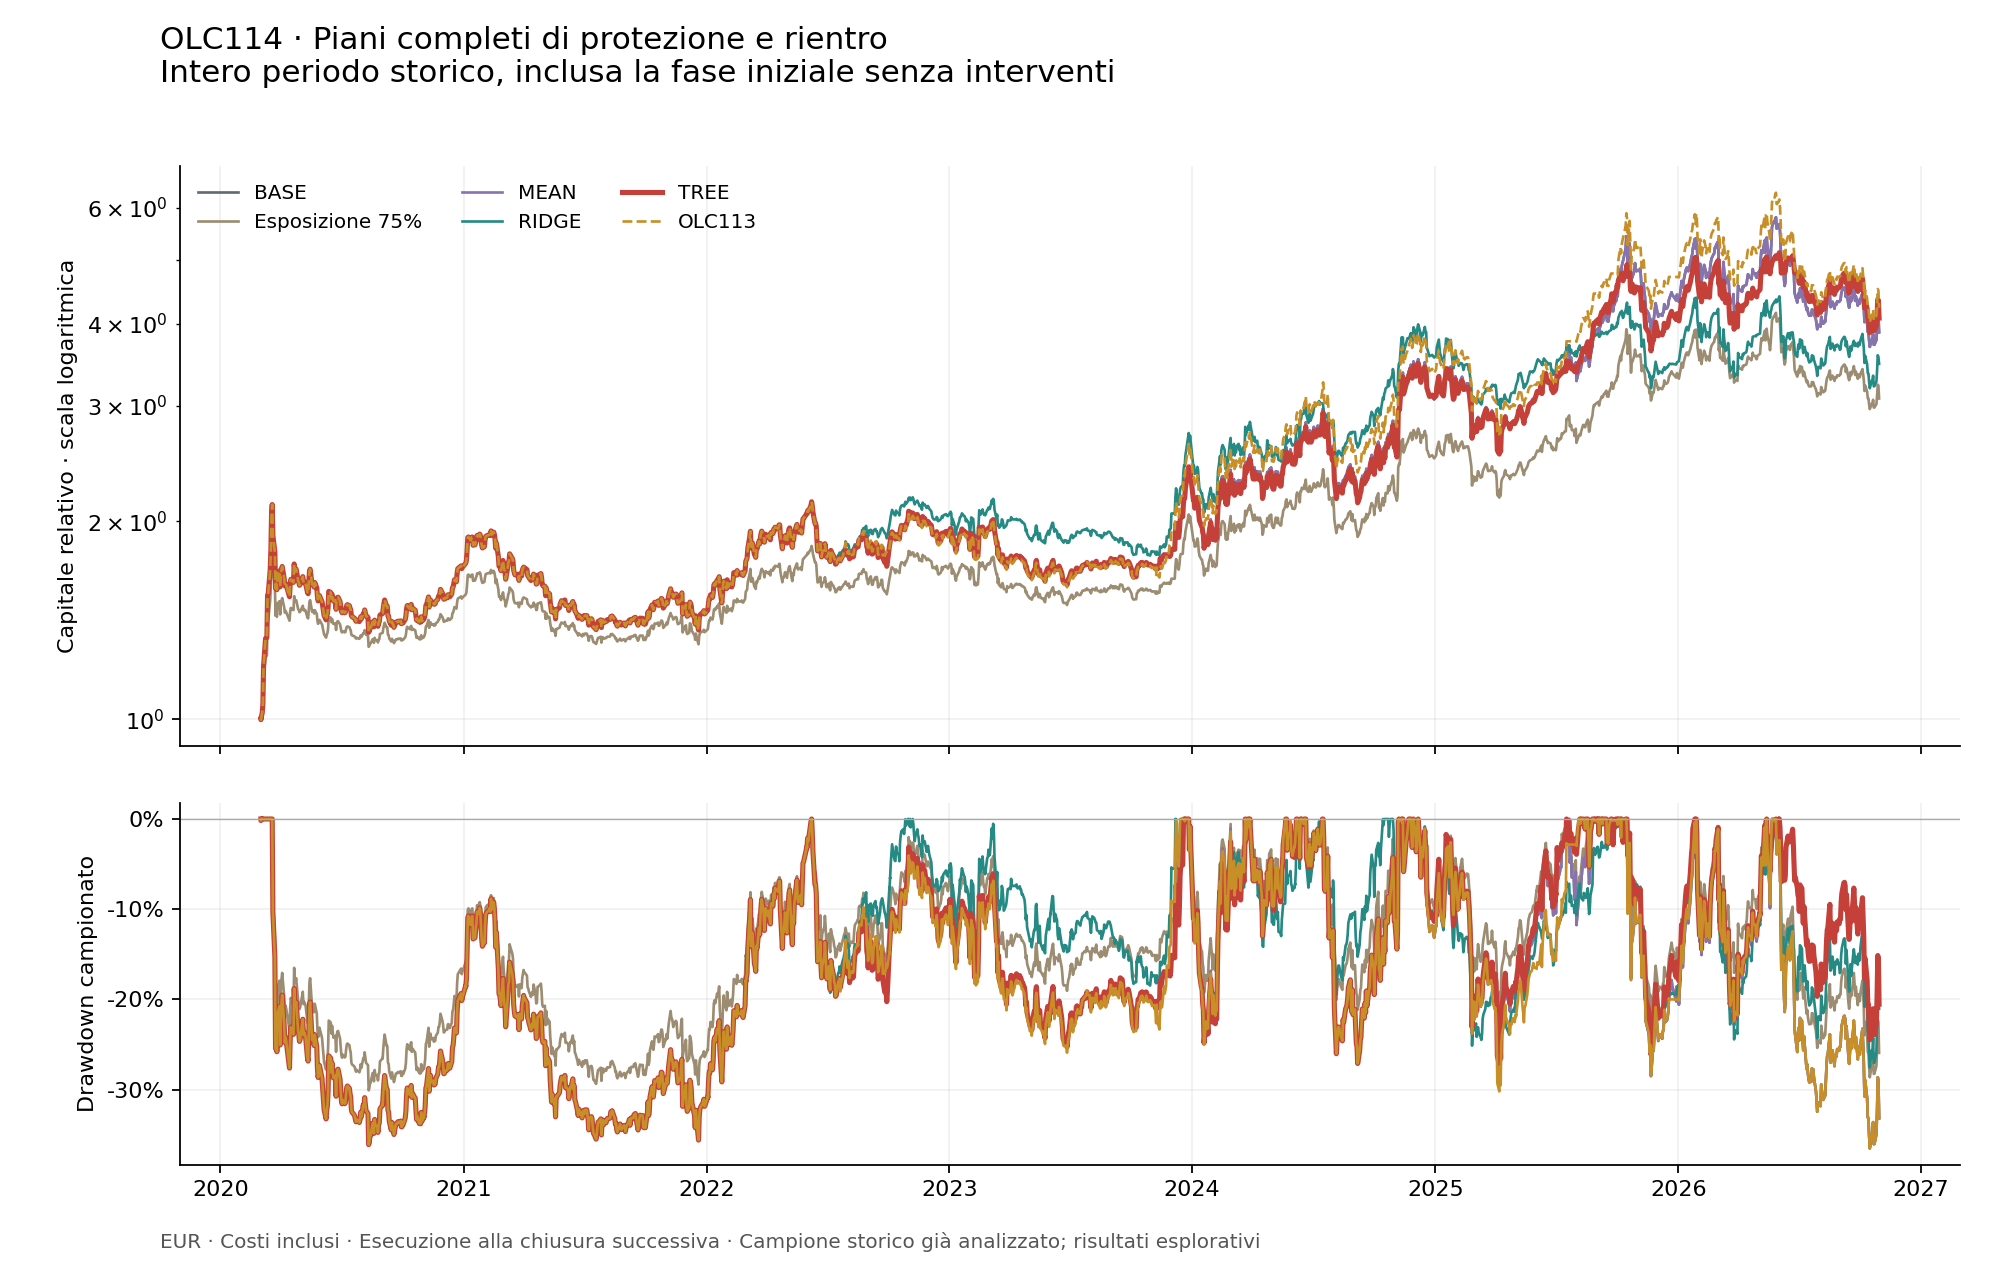 OLC114 · Piani completi di protezione e rientro
Intero periodo storico, inclusa la fase iniziale senza interventi
BASE
Esposizione 75%
MEAN
RIDGE
TREE
OLC113
Capitale relativo · scala logaritmica
6 × 10⁰
4 × 10⁰
3 × 10⁰
2 × 10⁰
10⁰
Drawdown campionato
0%
-10%
-20%
-30%
2020 2021 2022 2023 2024 2025 2026 2027
EUR · Costi inclusi · Esecuzione alla chiusura successiva · Campione storico già analizzato; risultati esplorativi